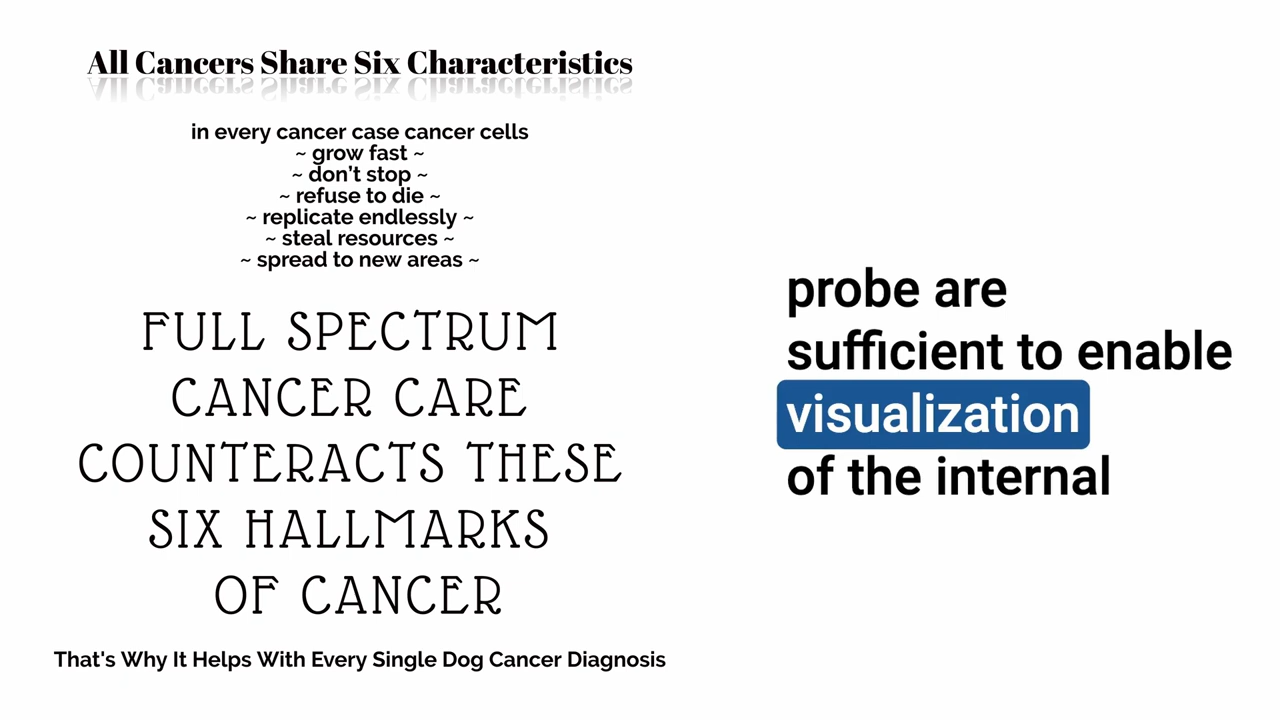 All Cancers Share Six Characteristics
in every cancer case cancer cells
~ grow fast ~
~ don't stop ~
~ refuse to die ~
~ replicate endlessly ~
~ steal resources ~
~ spread to new areas ~
FULL SPECTRUM
CANCER CARE
COUNTERACTS THESE
SIX HALLMARKS
OF CANCER
That's Why It Helps With Every Single Dog Cancer Diagnosis
probe are
sufficient to enable
visualization
of the internal